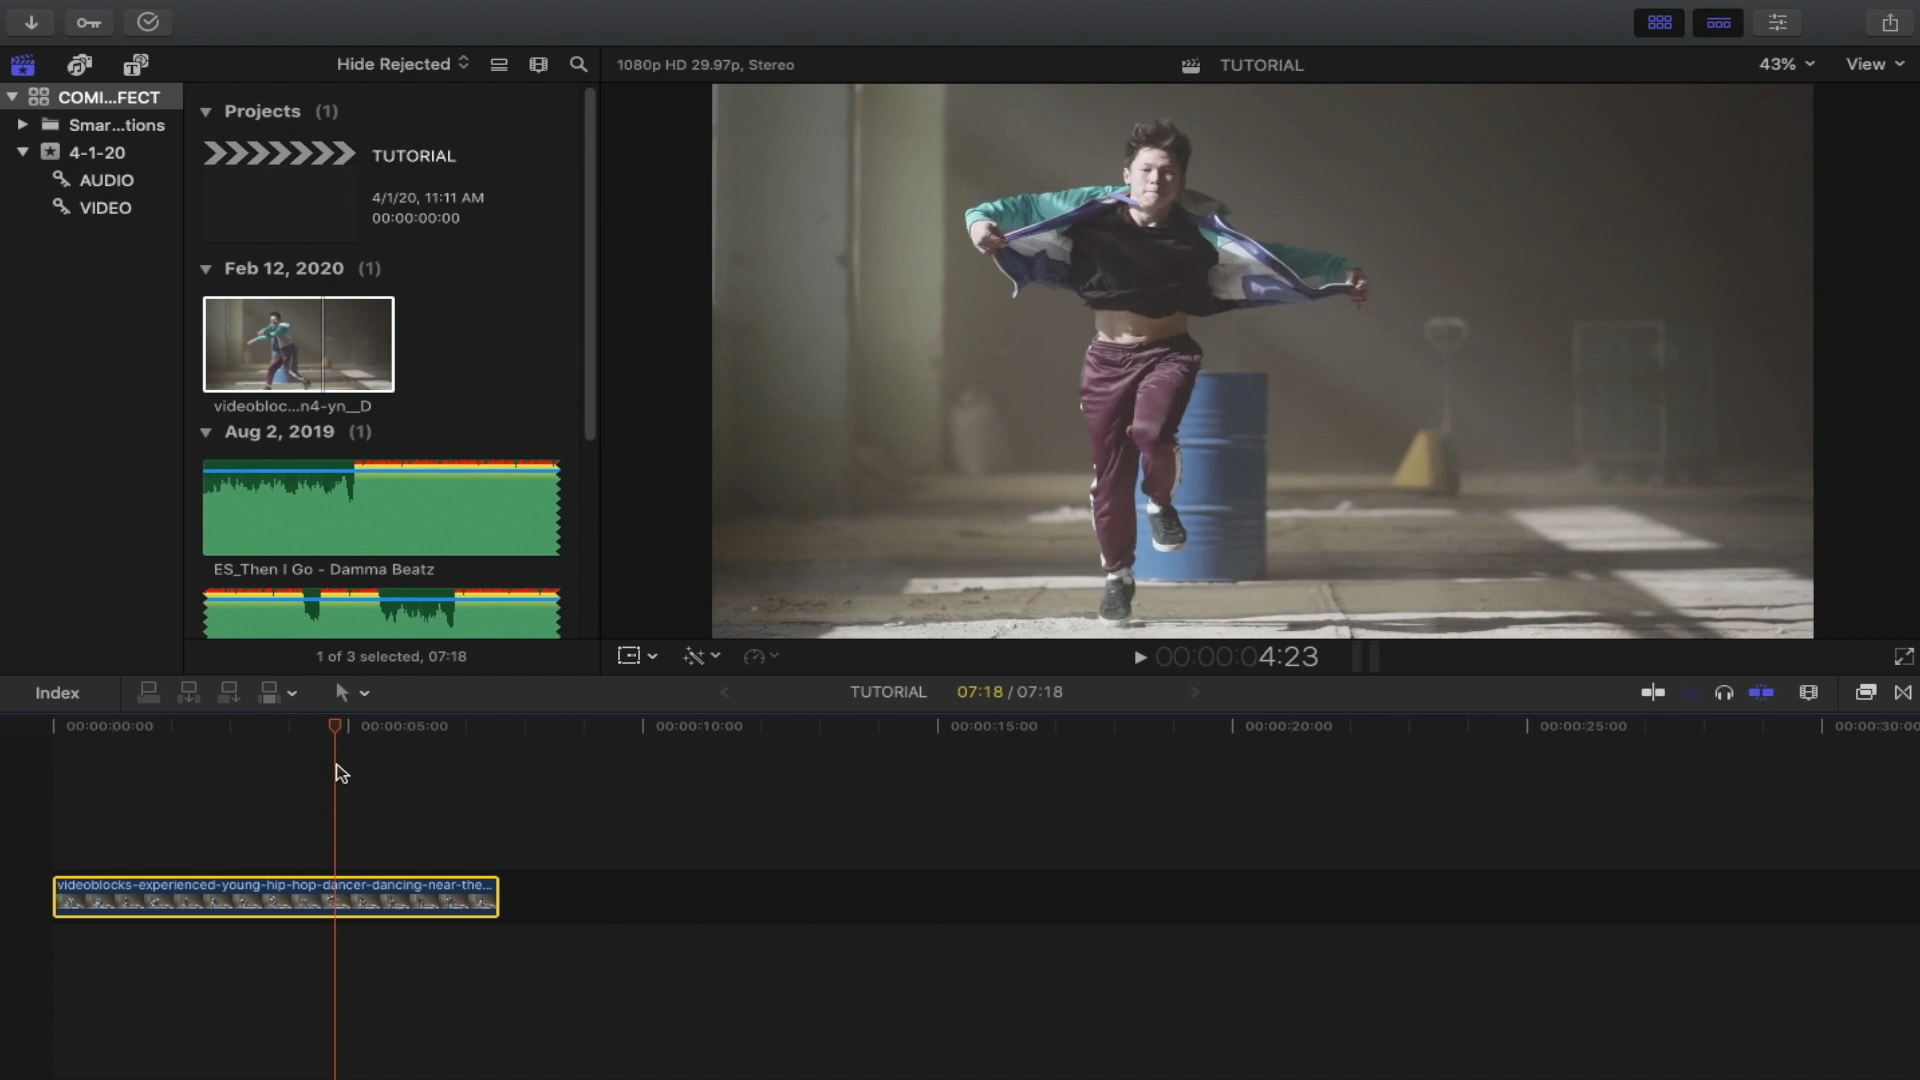 Hide Rejected
1080p HD 29.97p, Stereo
TUTORIAL
43%
View
COMI...FECT
Smar...tions
4-1-20
AUDIO
VIDEO
Projects (1)
TUTORIAL
4/1/20, 11:11 AM
00:00:00:00
Feb 12, 2020 (1)
videobloc...n4-yn__D
Aug 2, 2019 (1)
ES_Then I Go - Damma Beatz
1 of 3 selected, 07:18
00:00:04:23
Index
TUTORIAL
07:18 / 07:18
00:00:00:00
00:00:05:00
00:00:10:00
00:00:15:00
00:00:20:00
00:00:25:00
00:00:30:00
videoblocks-experienced-young-hip-hop-dancer-dancing-near-the...